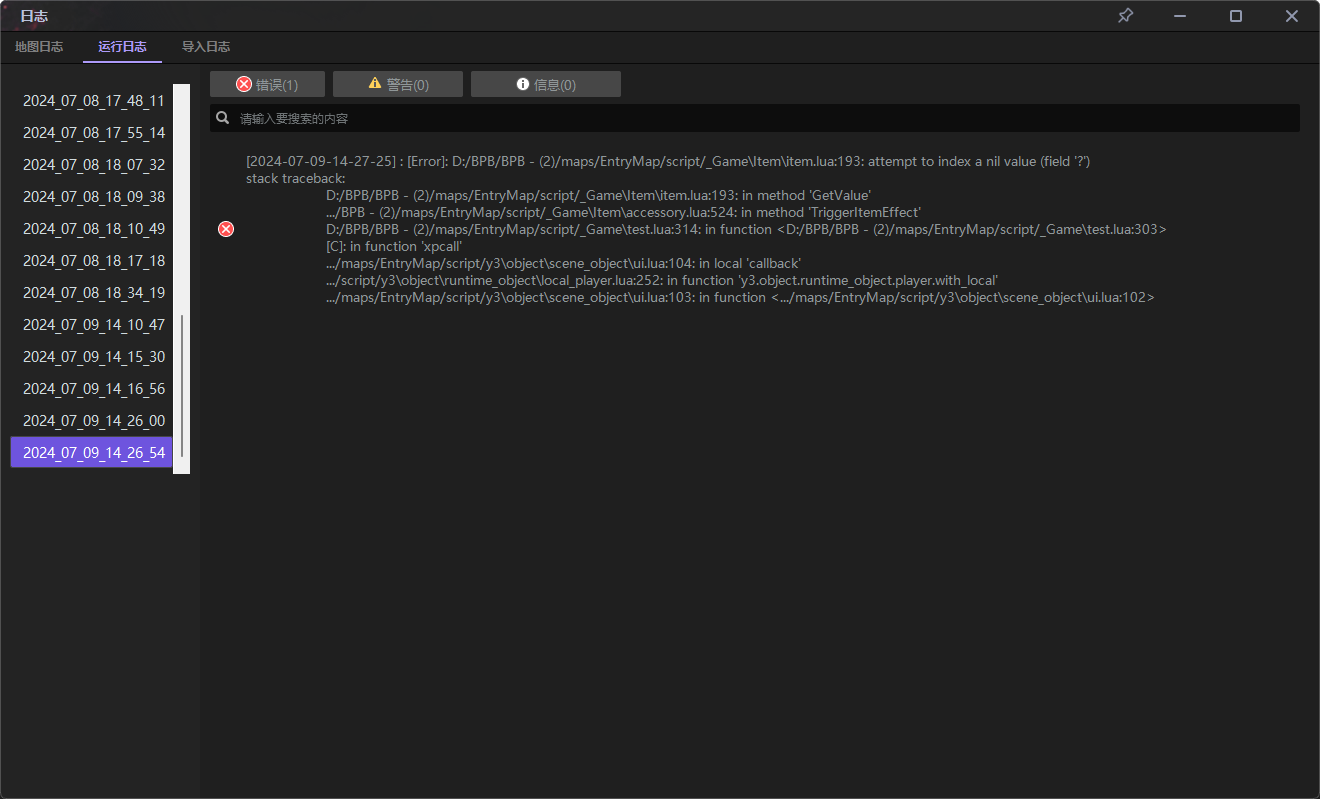 日志
地图日志 运行日志 导入日志
错误(1) 警告(0) 信息(0)
请输入要搜索的内容
2024_07_08_17_48_11
2024_07_08_17_55_14
2024_07_08_18_07_32
2024_07_08_18_09_38
2024_07_08_18_10_49
2024_07_08_18_17_18
2024_07_08_18_34_19
2024_07_09_14_10_47
2024_07_09_14_15_30
2024_07_09_14_16_56
2024_07_09_14_26_00
2024_07_09_14_26_54
[2024-07-09-14-27-25] : [Error]: D:/BPB/BPB - (2)/maps/EntryMap/script/_Game\Item\item.lua:193: attempt to index a nil value (field '?')
stack traceback:
D:/BPB/BPB - (2)/maps/EntryMap/script/_Game\Item\item.lua:193: in method 'GetValue'
.../BPB - (2)/maps/EntryMap/script/_Game\Item\accessory.lua:524: in method 'TriggerItemEffect'
D:/BPB/BPB - (2)/maps/EntryMap/script/_Game\test.lua:314: in function <D:/BPB/BPB - (2)/maps/EntryMap/script/_Game\test.lua:303>
[C]: in function 'xpcall'
.../maps/EntryMap/script/y3\object\scene_object\ui.lua:104: in local 'callback'
.../script/y3\object\runtime_object\local_player.lua:252: in function 'y3.object.runtime_object.player.with_local'
.../maps/EntryMap/script/y3\object\scene_object\ui.lua:103: in function <.../maps/EntryMap/script/y3\object\scene_object\ui.lua:102>